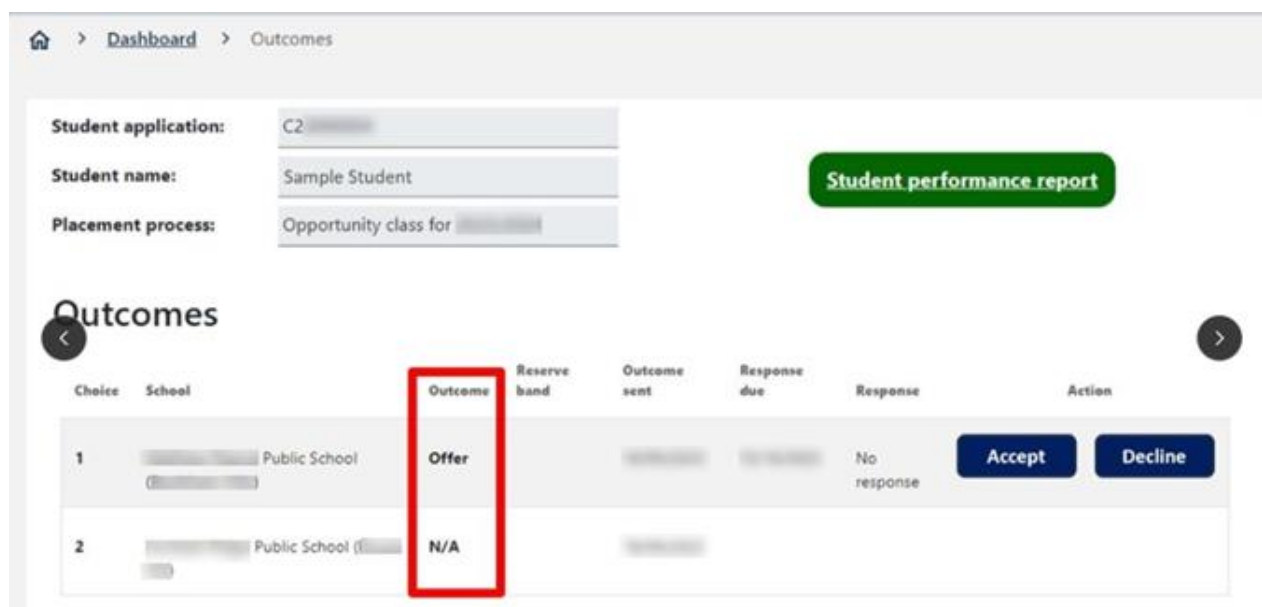 > Dashboard > Outcomes
Student application: C2
Student name: Sample Student
Student performance report
Placement process: Opportunity class for
Outcomes
Choice School Outcome Reserve band Outcome sent Response due Response Action
1 Public School ( ) Offer No response Accept Decline
2 Public School ( ) N/A